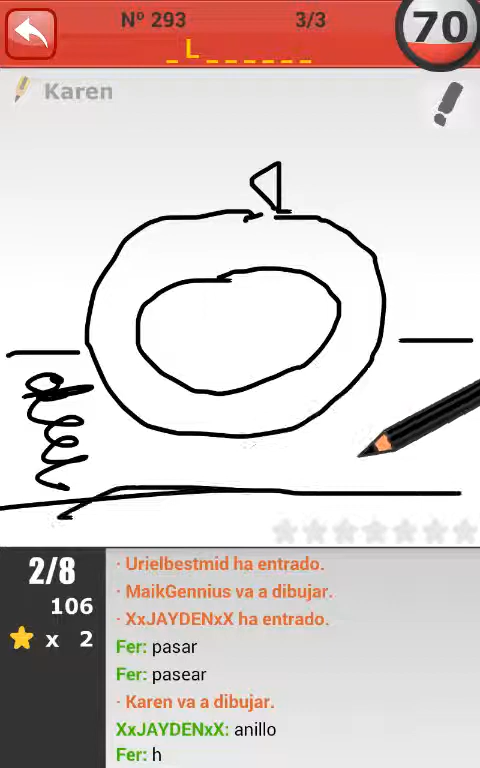 Nº 293 3/3
_ L _ _ _ _ _ _
70
Karen
2/8
106
x 2
· Urielbestmid ha entrado.
· MaikGennius va a dibujar.
· XxJAYDENxX ha entrado.
Fer: pasar
Fer: pasear
· Karen va a dibujar.
XxJAYDENxX: anillo
Fer: h